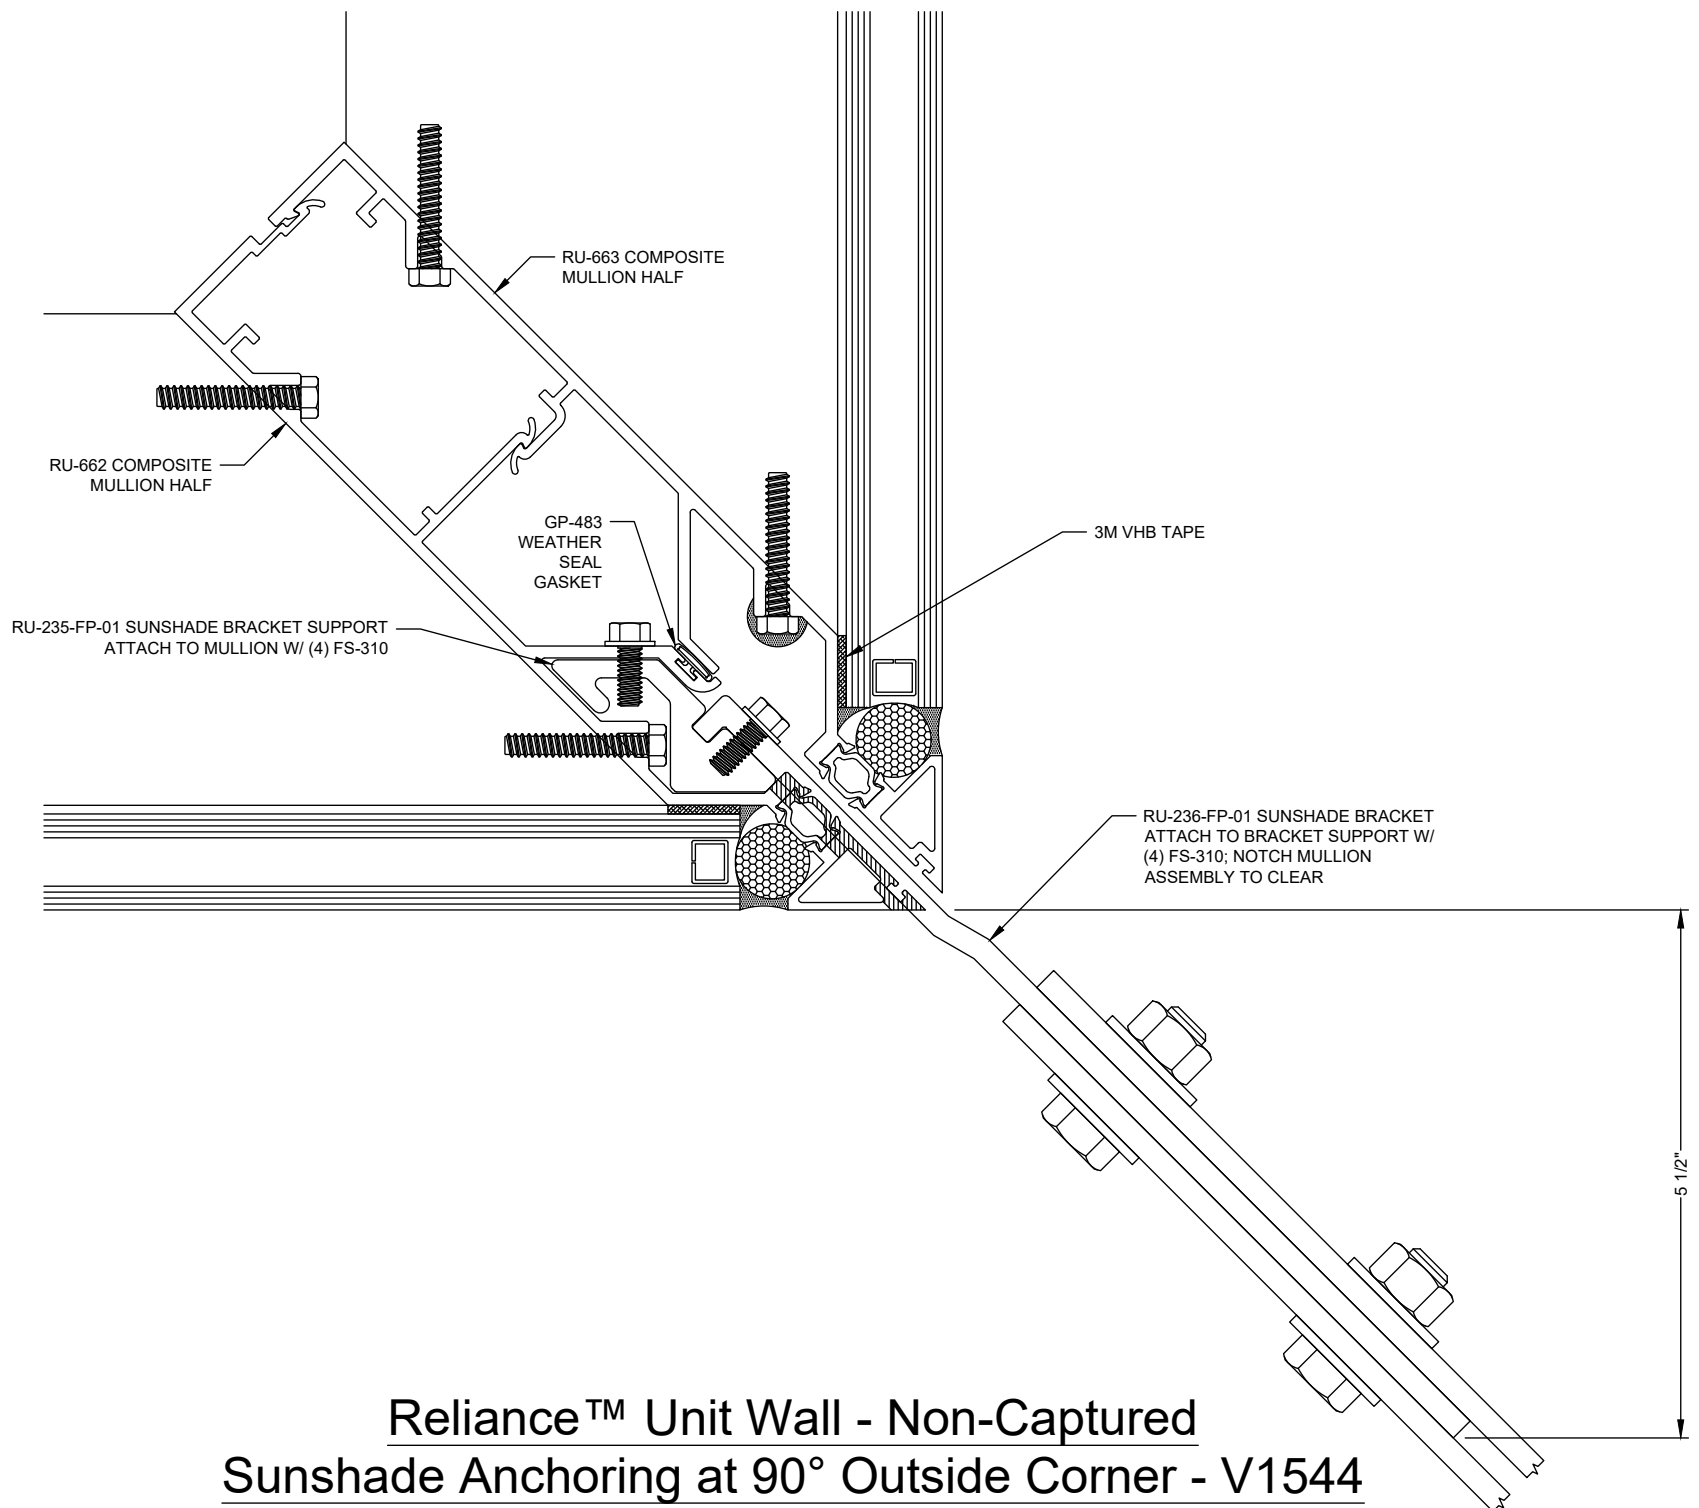 RU-663 COMPOSITE
MULLION HALF
RU-662 COMPOSITE
MULLION HALF
GP-483
WEATHER
SEAL
GASKET
3M VHB TAPE
RU-235-FP-01 SUNSHADE BRACKET SUPPORT
ATTACH TO MULLION W/ (4) FS-310
RU-236-FP-01 SUNSHADE BRACKET
ATTACH TO BRACKET SUPPORT W/
(4) FS-310; NOTCH MULLION
ASSEMBLY TO CLEAR
5 1/2"
Reliance™ Unit Wall - Non-Captured
Sunshade Anchoring at 90° Outside Corner - V1544